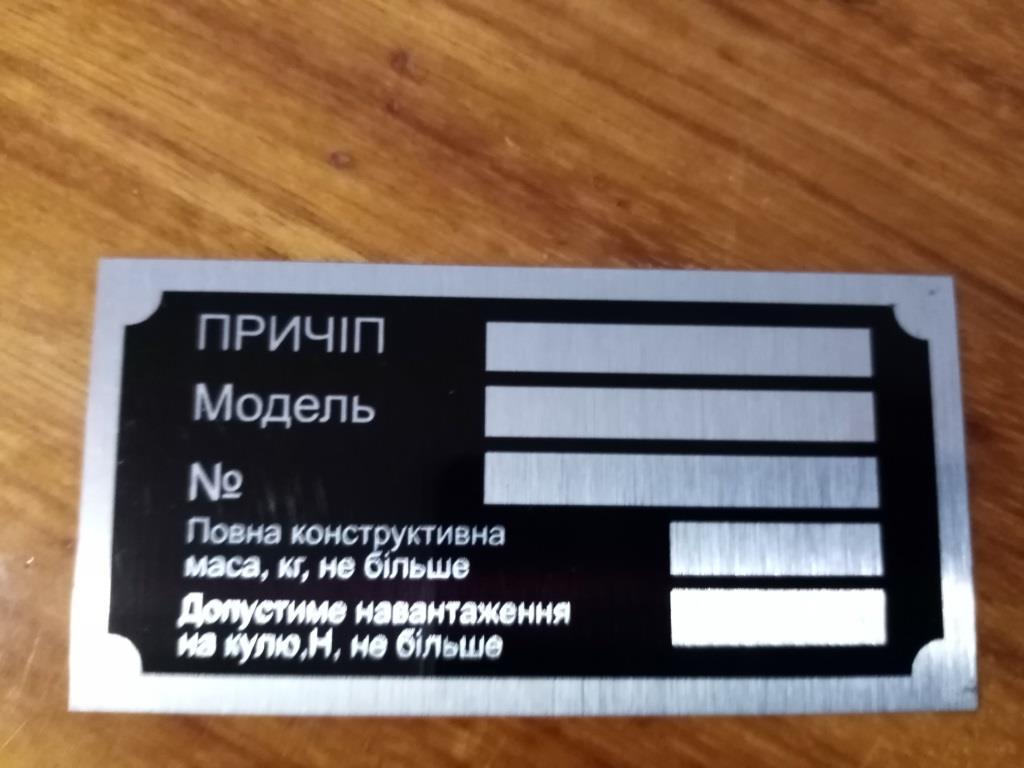 ПРИЧІП
Модель
№
Повна конструктивна
маса, кг, не більше
Допустиме навантаження
на кулю,Н, не більше